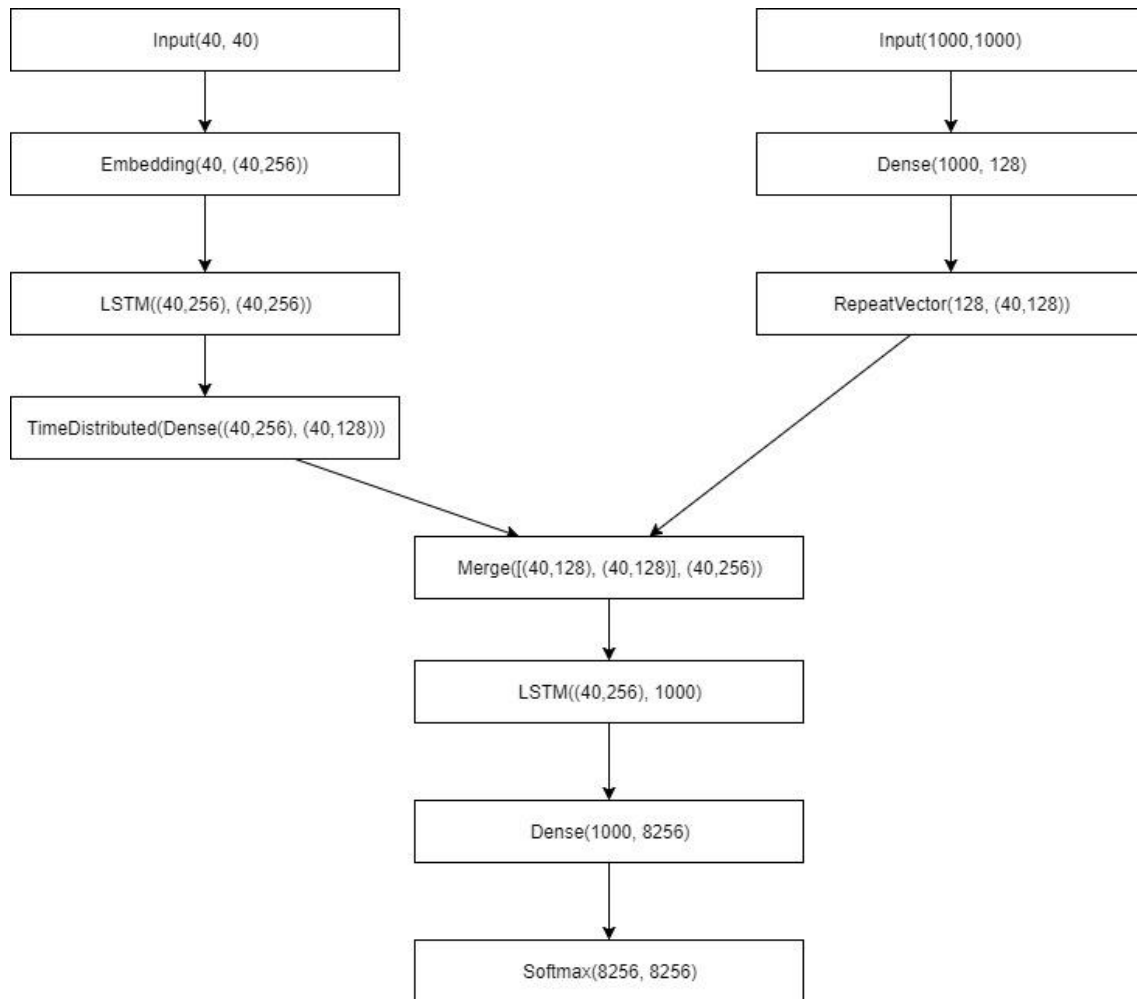 Input(40, 40)
Input(1000,1000)
Embedding(40, (40,256))
Dense(1000, 128)
LSTM((40,256), (40,256))
RepeatVector(128, (40,128))
TimeDistributed(Dense((40,256), (40,128)))
Merge([(40,128), (40,128)], (40,256))
LSTM((40,256), 1000)
Dense(1000, 8256)
Softmax(8256, 8256)